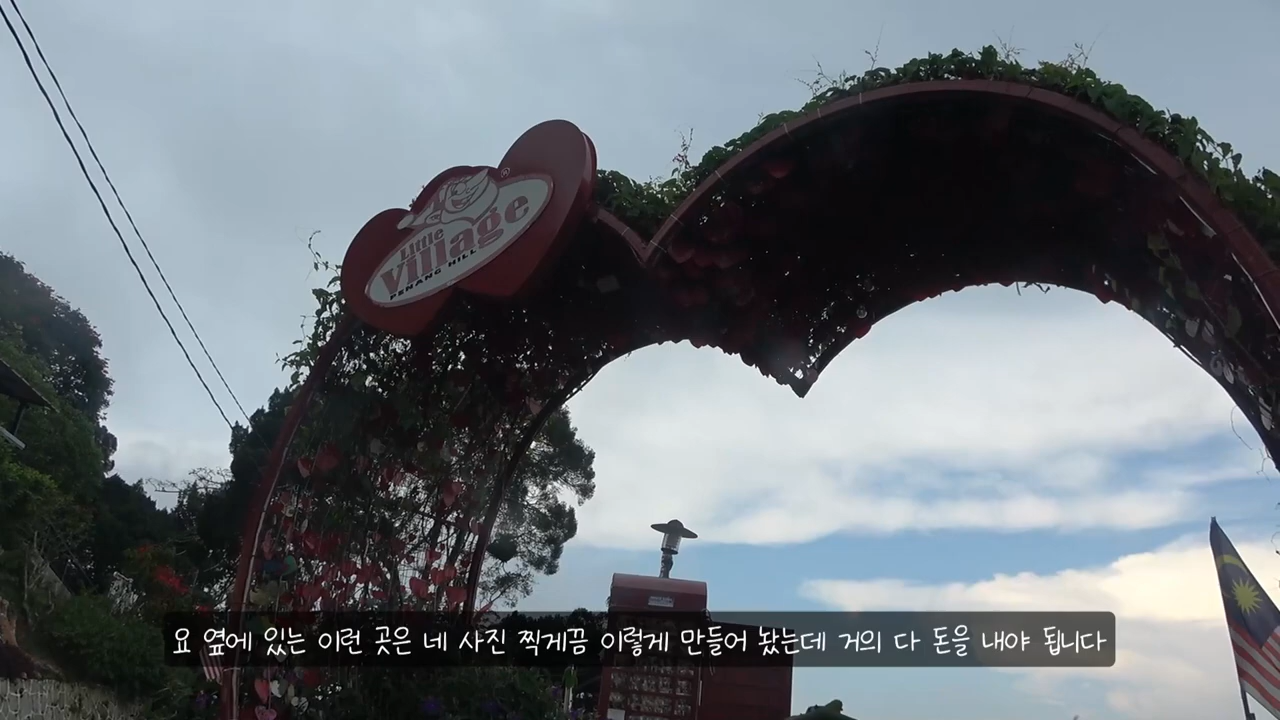 Little
Village
PENANG HILL
요 옆에 있는 이런 곳은 네 사진 찍게끔 이렇게 만들어 놨는데 거의 다 돈을 내야 됩니다